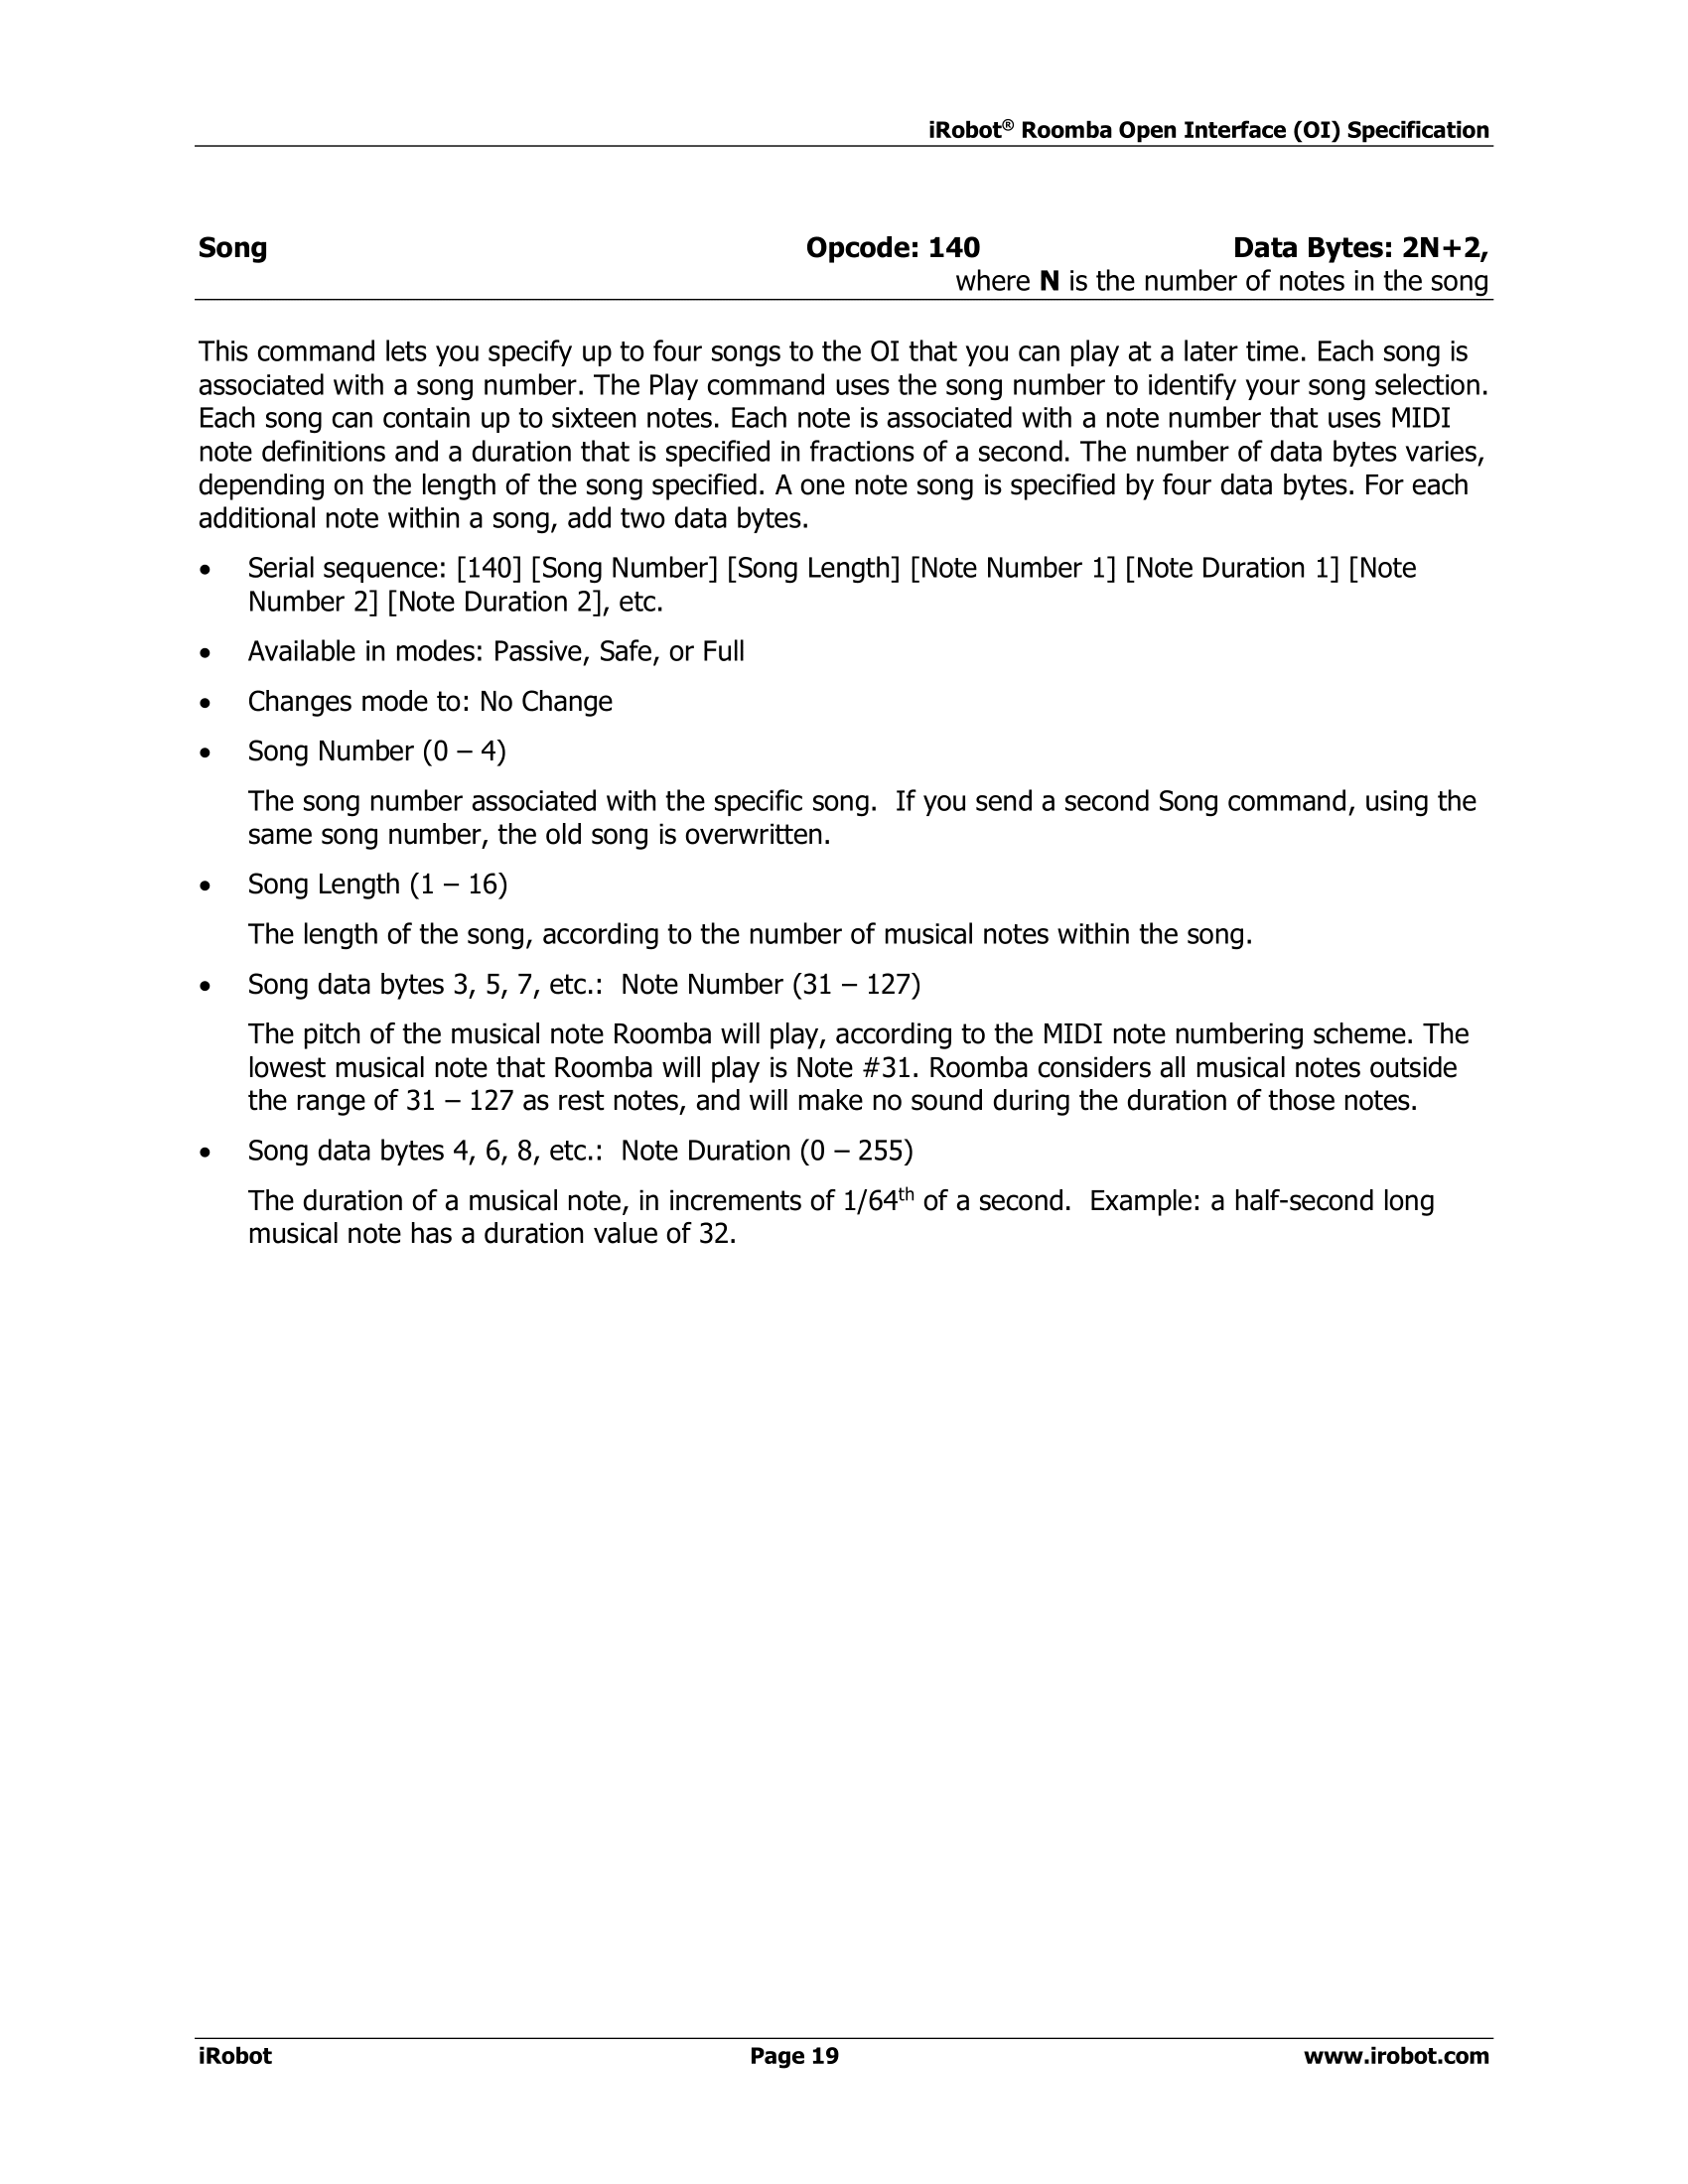 iRobot® Roomba Open Interface (OI) Specification
Song Opcode: 140 Data Bytes: 2N+2,
where N is the number of notes in the song
This command lets you specify up to four songs to the OI that you can play at a later time. Each song is
associated with a song number. The Play command uses the song number to identify your song selection.
Each song can contain up to sixteen notes. Each note is associated with a note number that uses MIDI
note definitions and a duration that is specified in fractions of a second. The number of data bytes varies,
depending on the length of the song specified. A one note song is specified by four data bytes. For each
additional note within a song, add two data bytes.
• Serial sequence: [140] [Song Number] [Song Length] [Note Number 1] [Note Duration 1] [Note
Number 2] [Note Duration 2], etc.
• Available in modes: Passive, Safe, or Full
• Changes mode to: No Change
• Song Number (0 – 4)
The song number associated with the specific song.  If you send a second Song command, using the
same song number, the old song is overwritten.
• Song Length (1 – 16)
The length of the song, according to the number of musical notes within the song.
• Song data bytes 3, 5, 7, etc.:  Note Number (31 – 127)
The pitch of the musical note Roomba will play, according to the MIDI note numbering scheme. The
lowest musical note that Roomba will play is Note #31. Roomba considers all musical notes outside
the range of 31 – 127 as rest notes, and will make no sound during the duration of those notes.
• Song data bytes 4, 6, 8, etc.:  Note Duration (0 – 255)
The duration of a musical note, in increments of 1/64th of a second.  Example: a half-second long
musical note has a duration value of 32.
iRobot Page 19 www.irobot.com